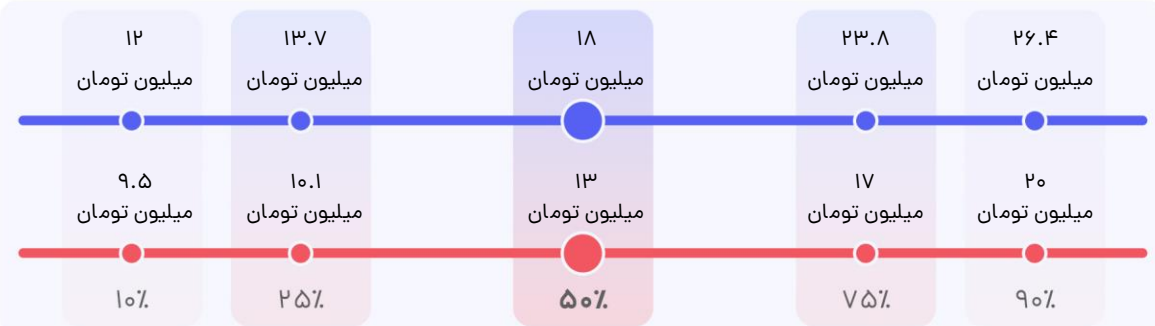 ۱۲ ۱۳.۷ ۱۸ ۲۳.۸ ۲۶.۴
میلیون تومان میلیون تومان میلیون تومان میلیون تومان میلیون تومان
۹.۵ ۱۰.۱ ۱۳ ۱۷ ۲۰
میلیون تومان میلیون تومان میلیون تومان میلیون تومان میلیون تومان
۱۰٪ ۲۵٪ ۵۰٪ ۷۵٪ ۹۰٪